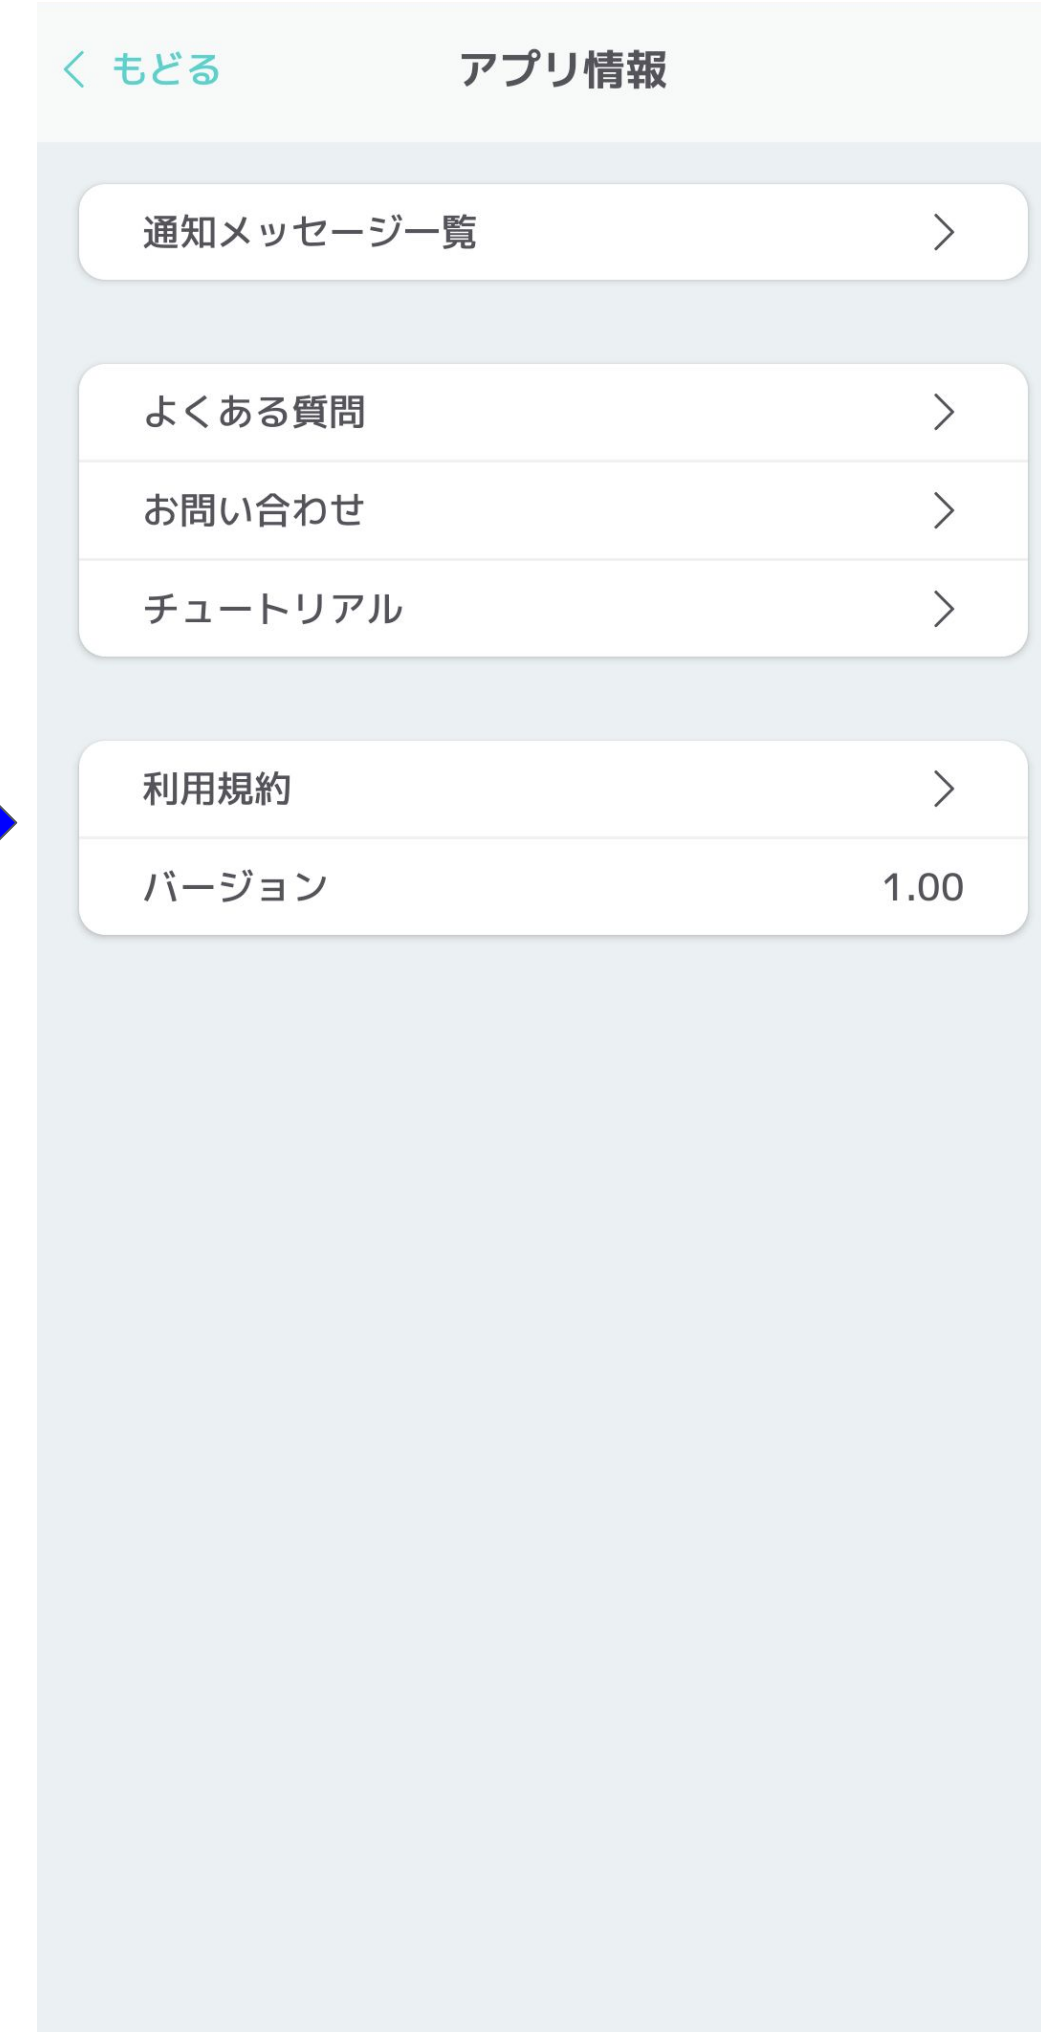 もどる
アプリ情報
通知メッセージ一覧
よくある質問
お問い合わせ
チュートリアル
利用規約
バージョン 1.00